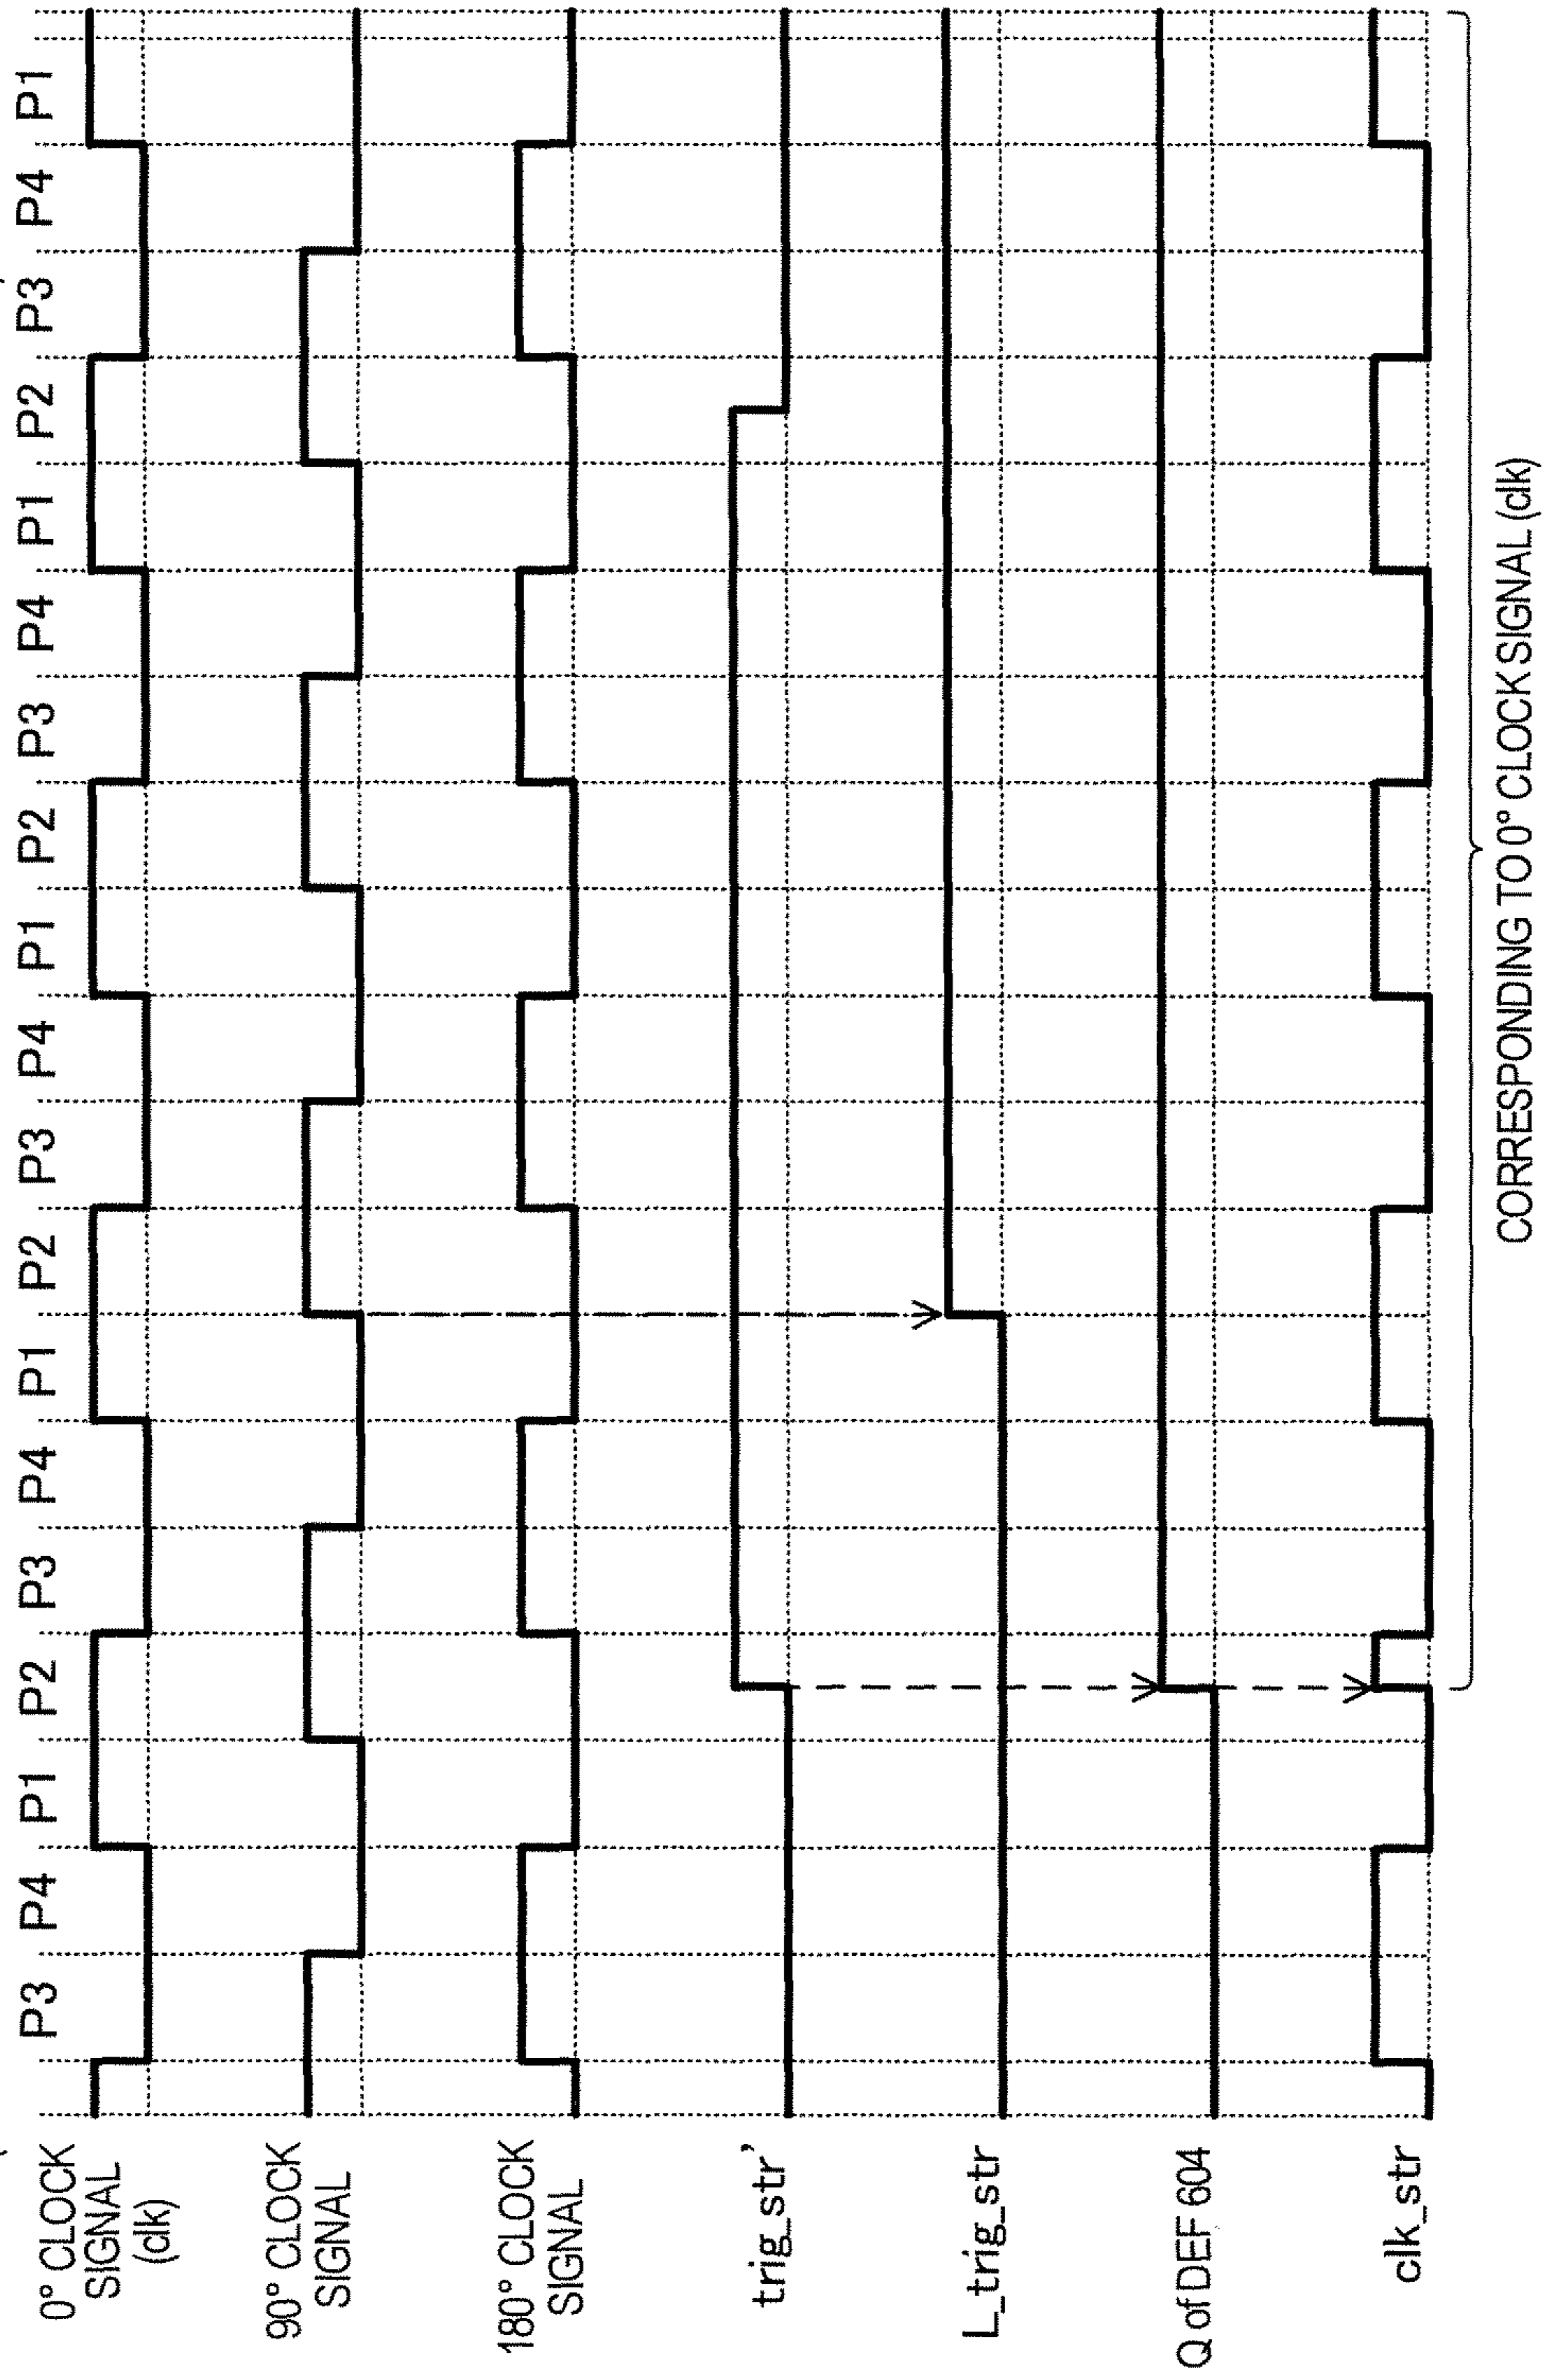 P3 P4 P1 P2 P3 P4 P1 P2 P3 P4 P1 P2 P3 P4 P1 P2 P3 P4 P1
0° CLOCK
SIGNAL
(clk)
90° CLOCK
SIGNAL
180° CLOCK
SIGNAL
trig_str'
L_trig_str
Q of DEF 604
clk_str
CORRESPONDING TO 0° CLOCK SIGNAL (clk)